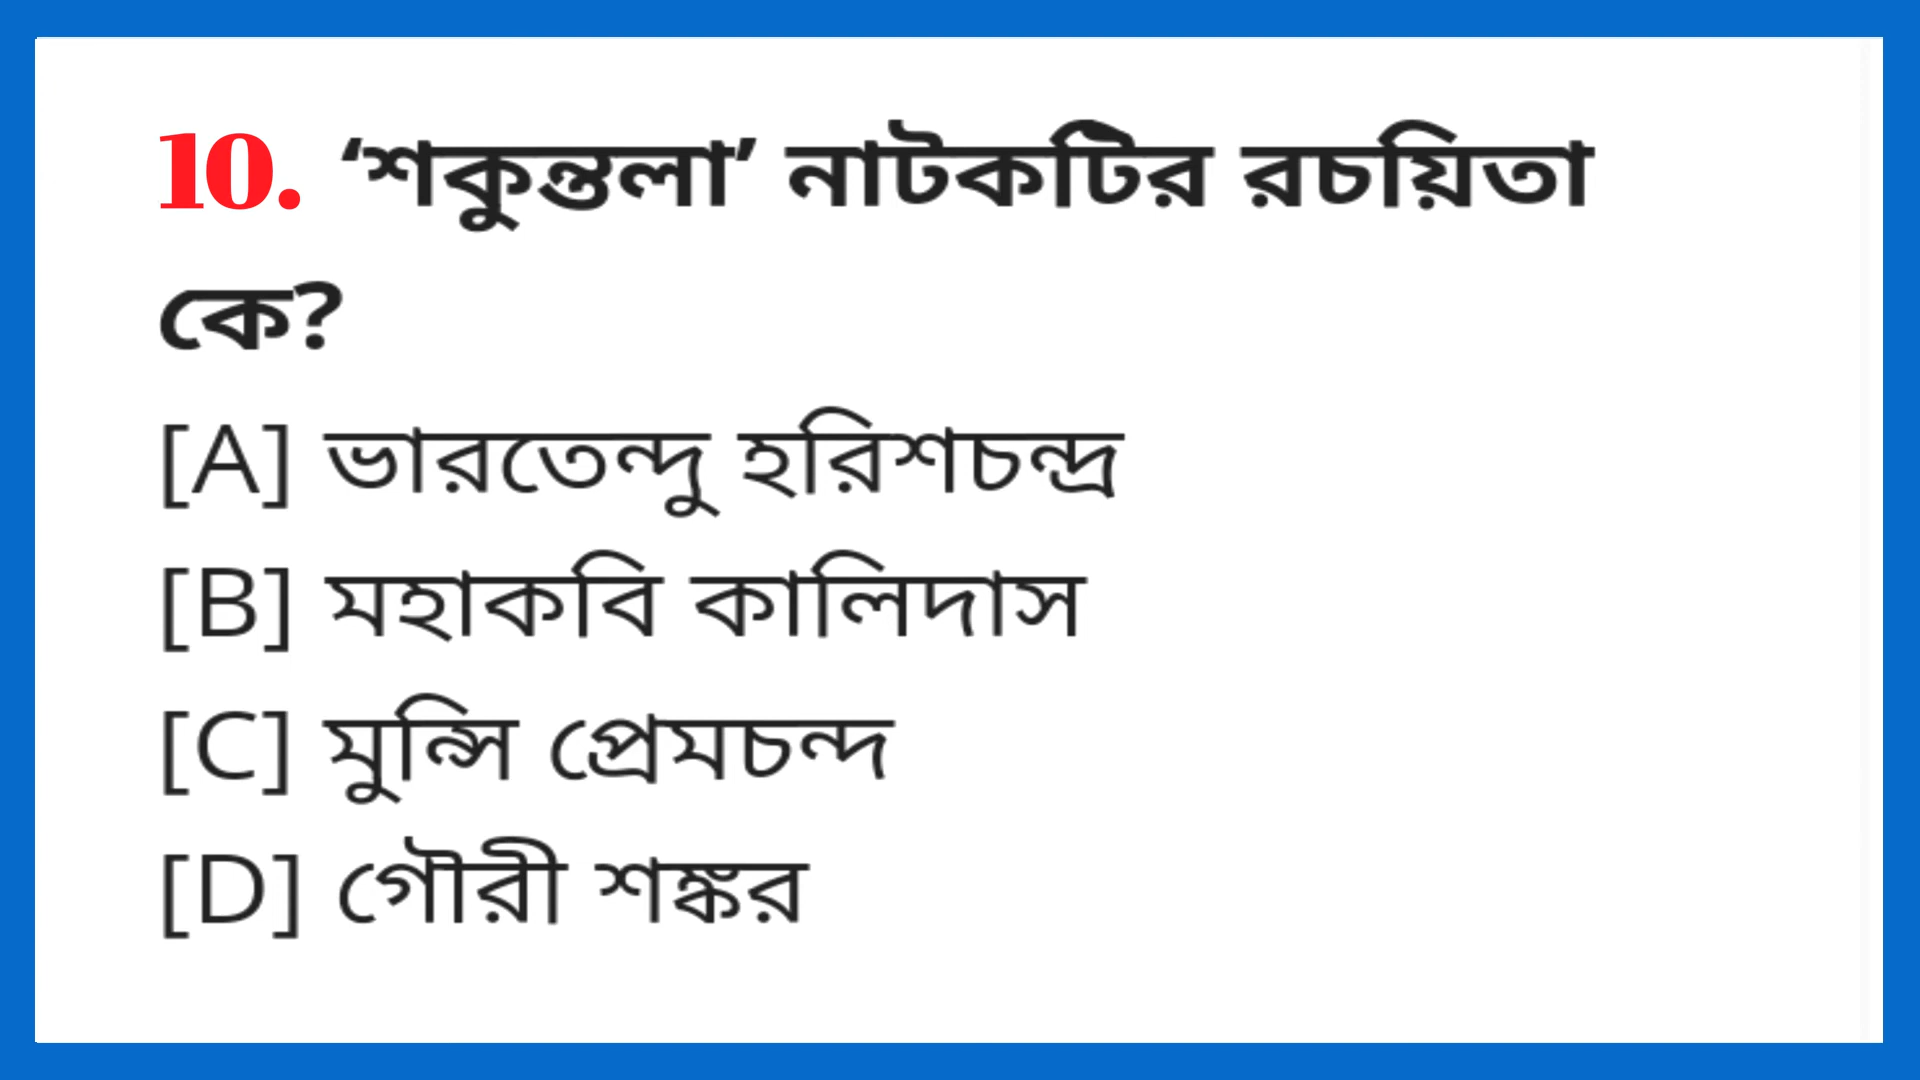 10. ‘শকুন্তলা’ নাটকটির রচয়িতা
কে?
[A] ভারতেন্দু হরিশচন্দ্র
[B] মহাকবি কালিদাস
[C] মুন্সি প্রেমচন্দ
[D] গৌরী শঙ্কর